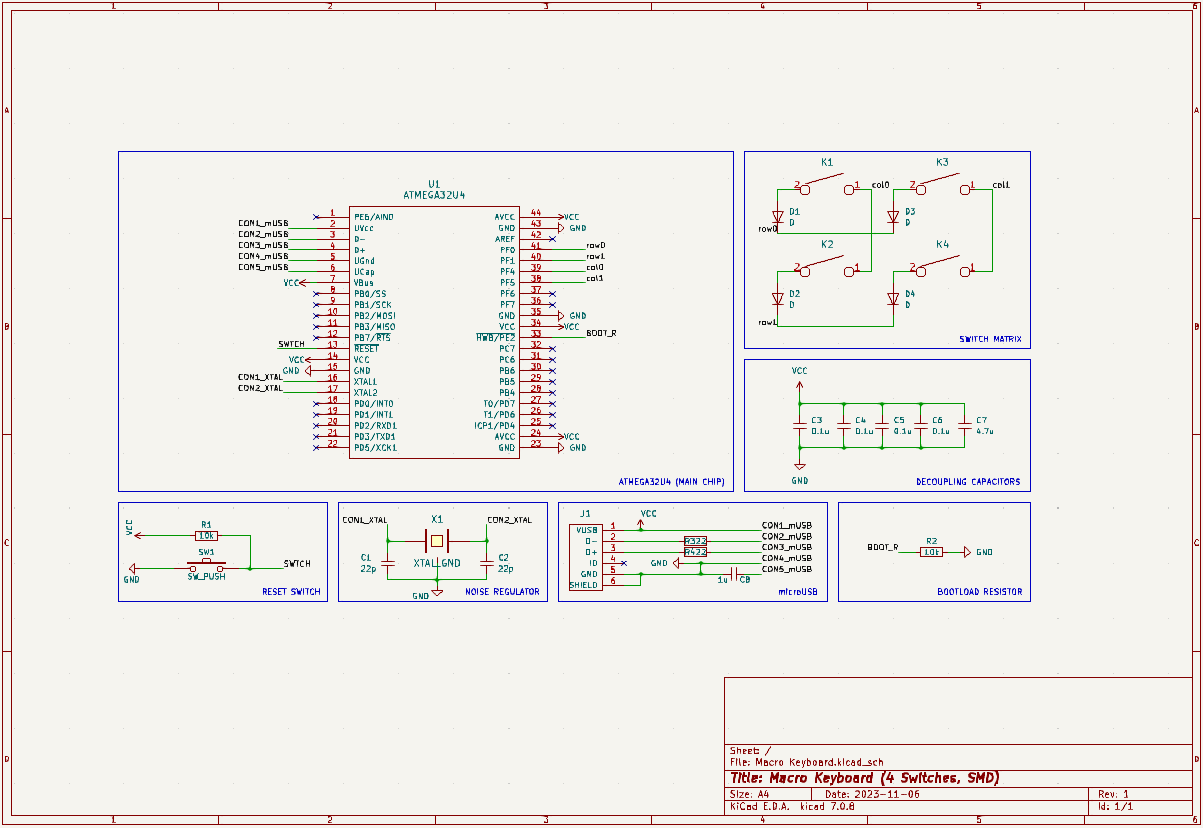 1 2 3 4 5 6
A A
B B
C C
D D
U1
ATMEGA32U4
1 PE6/AIN0 AVCC 44 VCC
CON1_mUSB 2 UVcc GND 43 GND
CON2_mUSB 3 D- AREF 42
CON3_mUSB 4 D+ PF0 41 row0
CON4_mUSB 5 UGnd PF1 40 row1
CON5_mUSB 6 UCap PF4 39 col0
VCC 7 VBus PF5 38 col1
8 PB0/SS PF6 37
9 PB1/SCK PF7 36
10 PB2/MOSI GND 35 GND
11 PB3/MISO VCC 34 VCC
12 PB7/RTS HWB/PE2 33 BOOT_R
SWTCH 13 RESET PC7 32
VCC 14 VCC PC6 31
GND 15 GND PB6 30
CON1_XTAL 16 XTAL1 PB5 29
CON2_XTAL 17 XTAL2 PB4 28
18 PD0/INT0 T0/PD7 27
19 PD1/INT1 T1/PD6 26
20 PD2/RXD1 ICP1/PD4 25
21 PD3/TXD1 AVCC 24 VCC
22 PD5/XCK1 GND 23 GND
ATMEGA32U4 (MAIN CHIP)
K1 K3
2 1 col0 2 1 col1
D1 D3
D D
row0
K2 K4
2 1 2 1
D2 D4
D D
row1
SWITCH MATRIX
VCC
C3 C4 C5 C6 C7
0.1u 0.1u 0.1u 0.1u 4.7u
GND
DECOUPLING CAPACITORS
VCC
R1
10k
SW1
SW_PUSH
GND
SWTCH
RESET SWITCH
CON1_XTAL X1 CON2_XTAL
C1 C2
22p XTAL_GND 22p
GND
NOISE REGULATOR
J1 VCC
VUSB 1 CON1_mUSB
D- 2 R322 CON2_mUSB
D+ 3 R422 CON3_mUSB
ID 4 GND CON4_mUSB
GND 5 CON5_mUSB
SHIELD 6 1u C8
microUSB
BOOT_R R2 GND
10k
BOOTLOAD RESISTOR
Sheet: /
File: Macro Keyboard.kicad_sch
Title: Macro Keyboard (4 Switches, SMD)
Size: A4 Date: 2023-11-06 Rev: 1
KiCad E.D.A. kicad 7.0.8 Id: 1/1
1 2 3 4 5 6